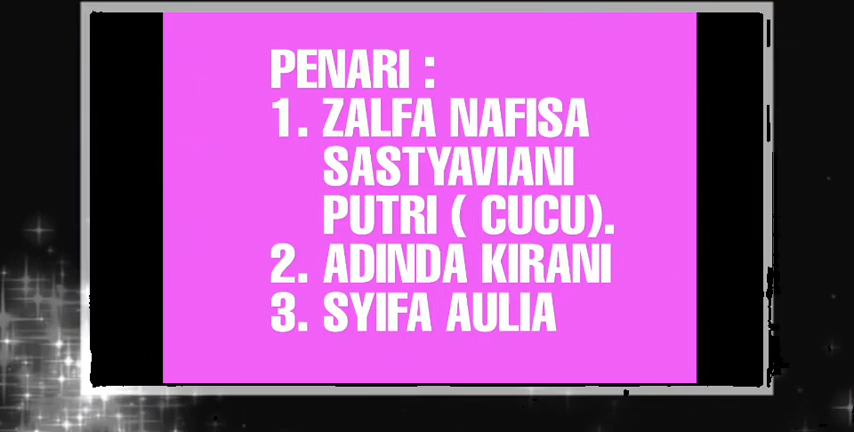 PENARI :
1. ZALFA NAFISA
SASTYAVIANI
PUTRI ( CUCU).
2. ADINDA KIRANI
3. SYIFA AULIA